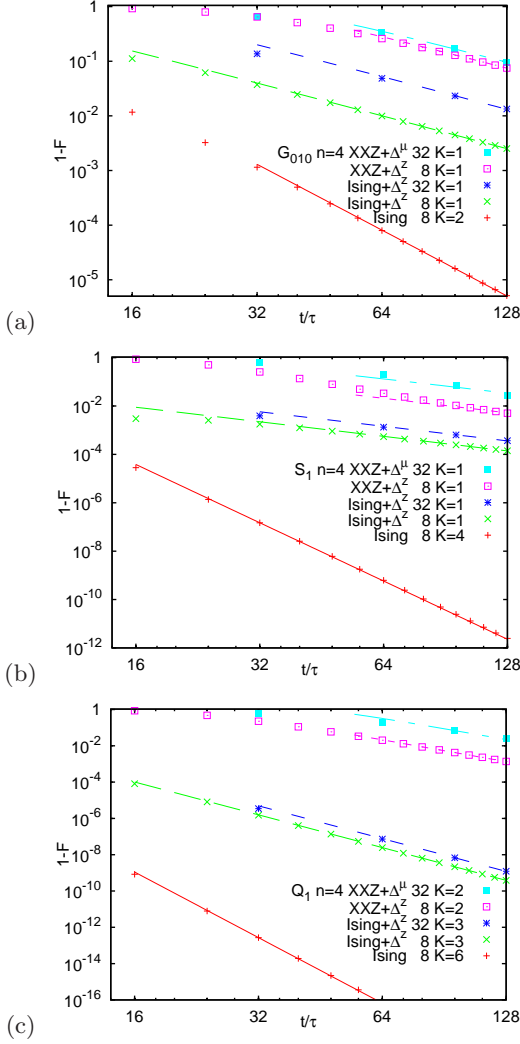 1
10^-1
10^-2
10^-3
10^-4
10^-5
1-F
G_010 n=4 XXZ+Δ^μ 32 K=1
XXZ+Δ^z 8 K=1
Ising+Δ^z 32 K=1
Ising+Δ^z 8 K=1
Ising 8 K=2
16 32 64 128
t/τ
(a)
1
10^-2
10^-4
10^-6
10^-8
10^-10
10^-12
1-F
S_1 n=4 XXZ+Δ^μ 32 K=1
XXZ+Δ^z 8 K=1
Ising+Δ^z 32 K=1
Ising+Δ^z 8 K=1
Ising 8 K=4
16 32 64 128
t/τ
(b)
1
10^-2
10^-4
10^-6
10^-8
10^-10
10^-12
10^-14
10^-16
1-F
Q_1 n=4 XXZ+Δ^μ 32 K=2
XXZ+Δ^z 8 K=2
Ising+Δ^z 32 K=3
Ising+Δ^z 8 K=3
Ising 8 K=6
16 32 64 128
t/τ
(c)